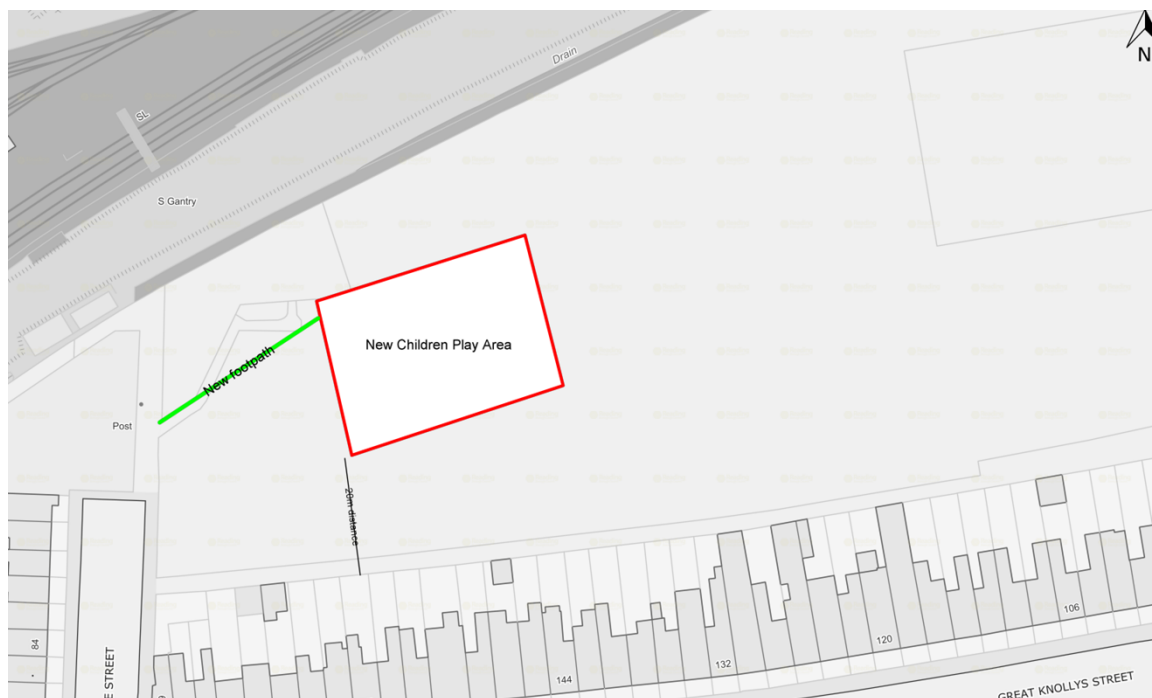 Drain
N
SL
S Gantry
New Children Play Area
New footpath
Post
20m distance
106
120
132
144
84
E STREET
GREAT KNOLLYS STREET